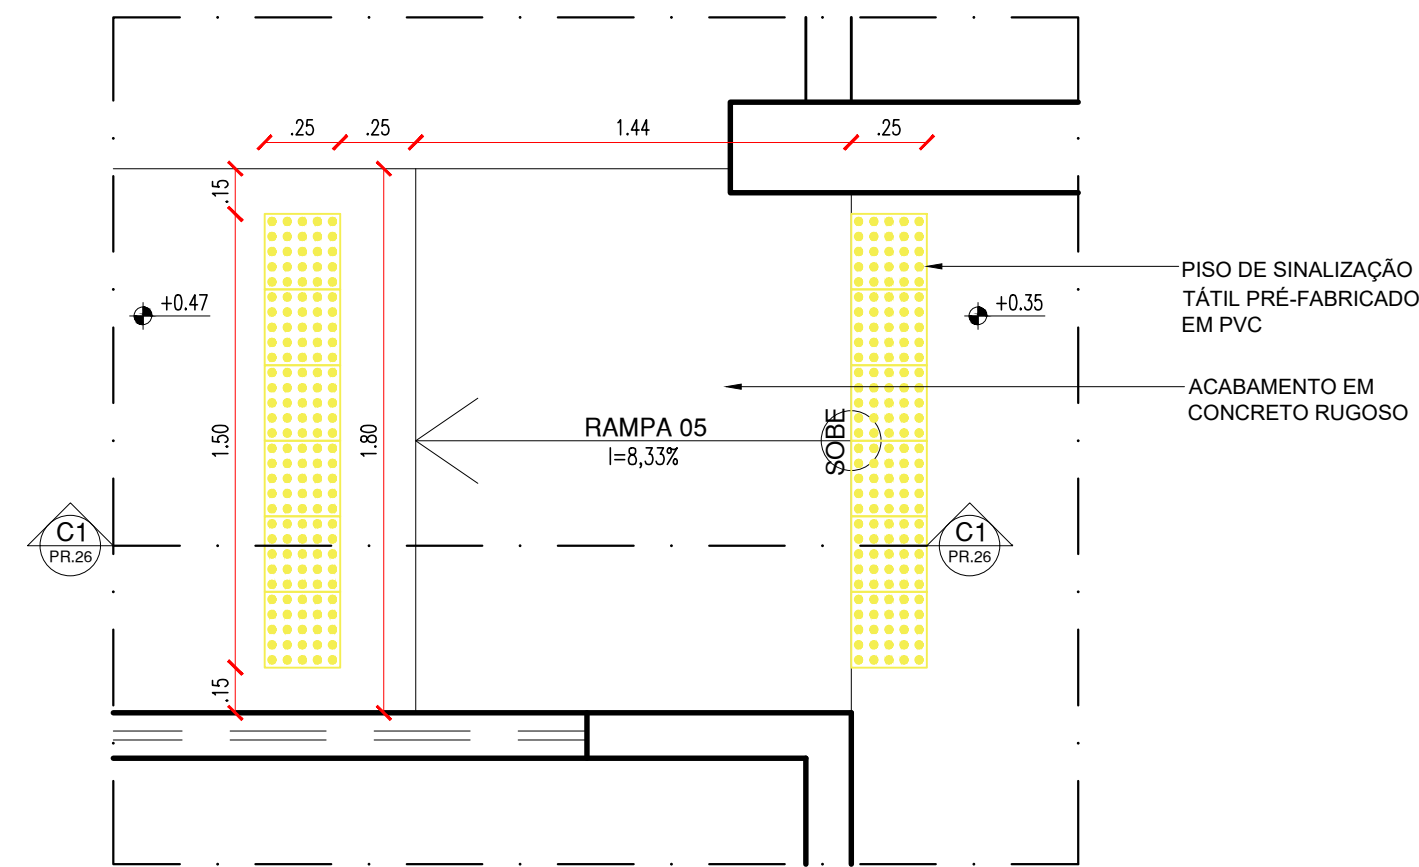 .25
.25
1.44
.25
.15
+0.47
+0.35
PISO DE SINALIZAÇÃO
TÁTIL PRÉ-FABRICADO
EM PVC
ACABAMENTO EM
CONCRETO RUGOSO
1.50
1.80
RAMPA 05
I=8,33%
SOBE
C1
PR.26
C1
PR.26
.15